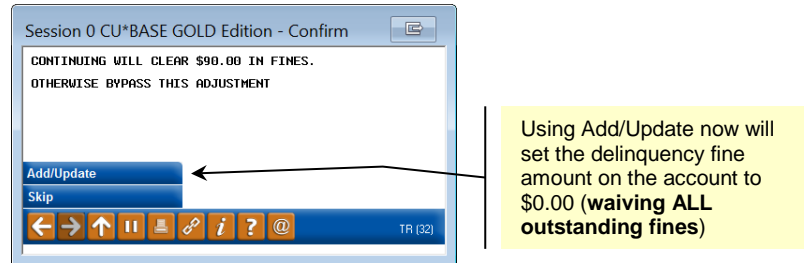 Session 0 CU*BASE GOLD Edition - Confirm
CONTINUING WILL CLEAR $90.00 IN FINES.
OTHERWISE BYPASS THIS ADJUSTMENT
Add/Update
Skip
TR (32)
Using Add/Update now will
set the delinquency fine
amount on the account to
$0.00 (waiving ALL
outstanding fines)